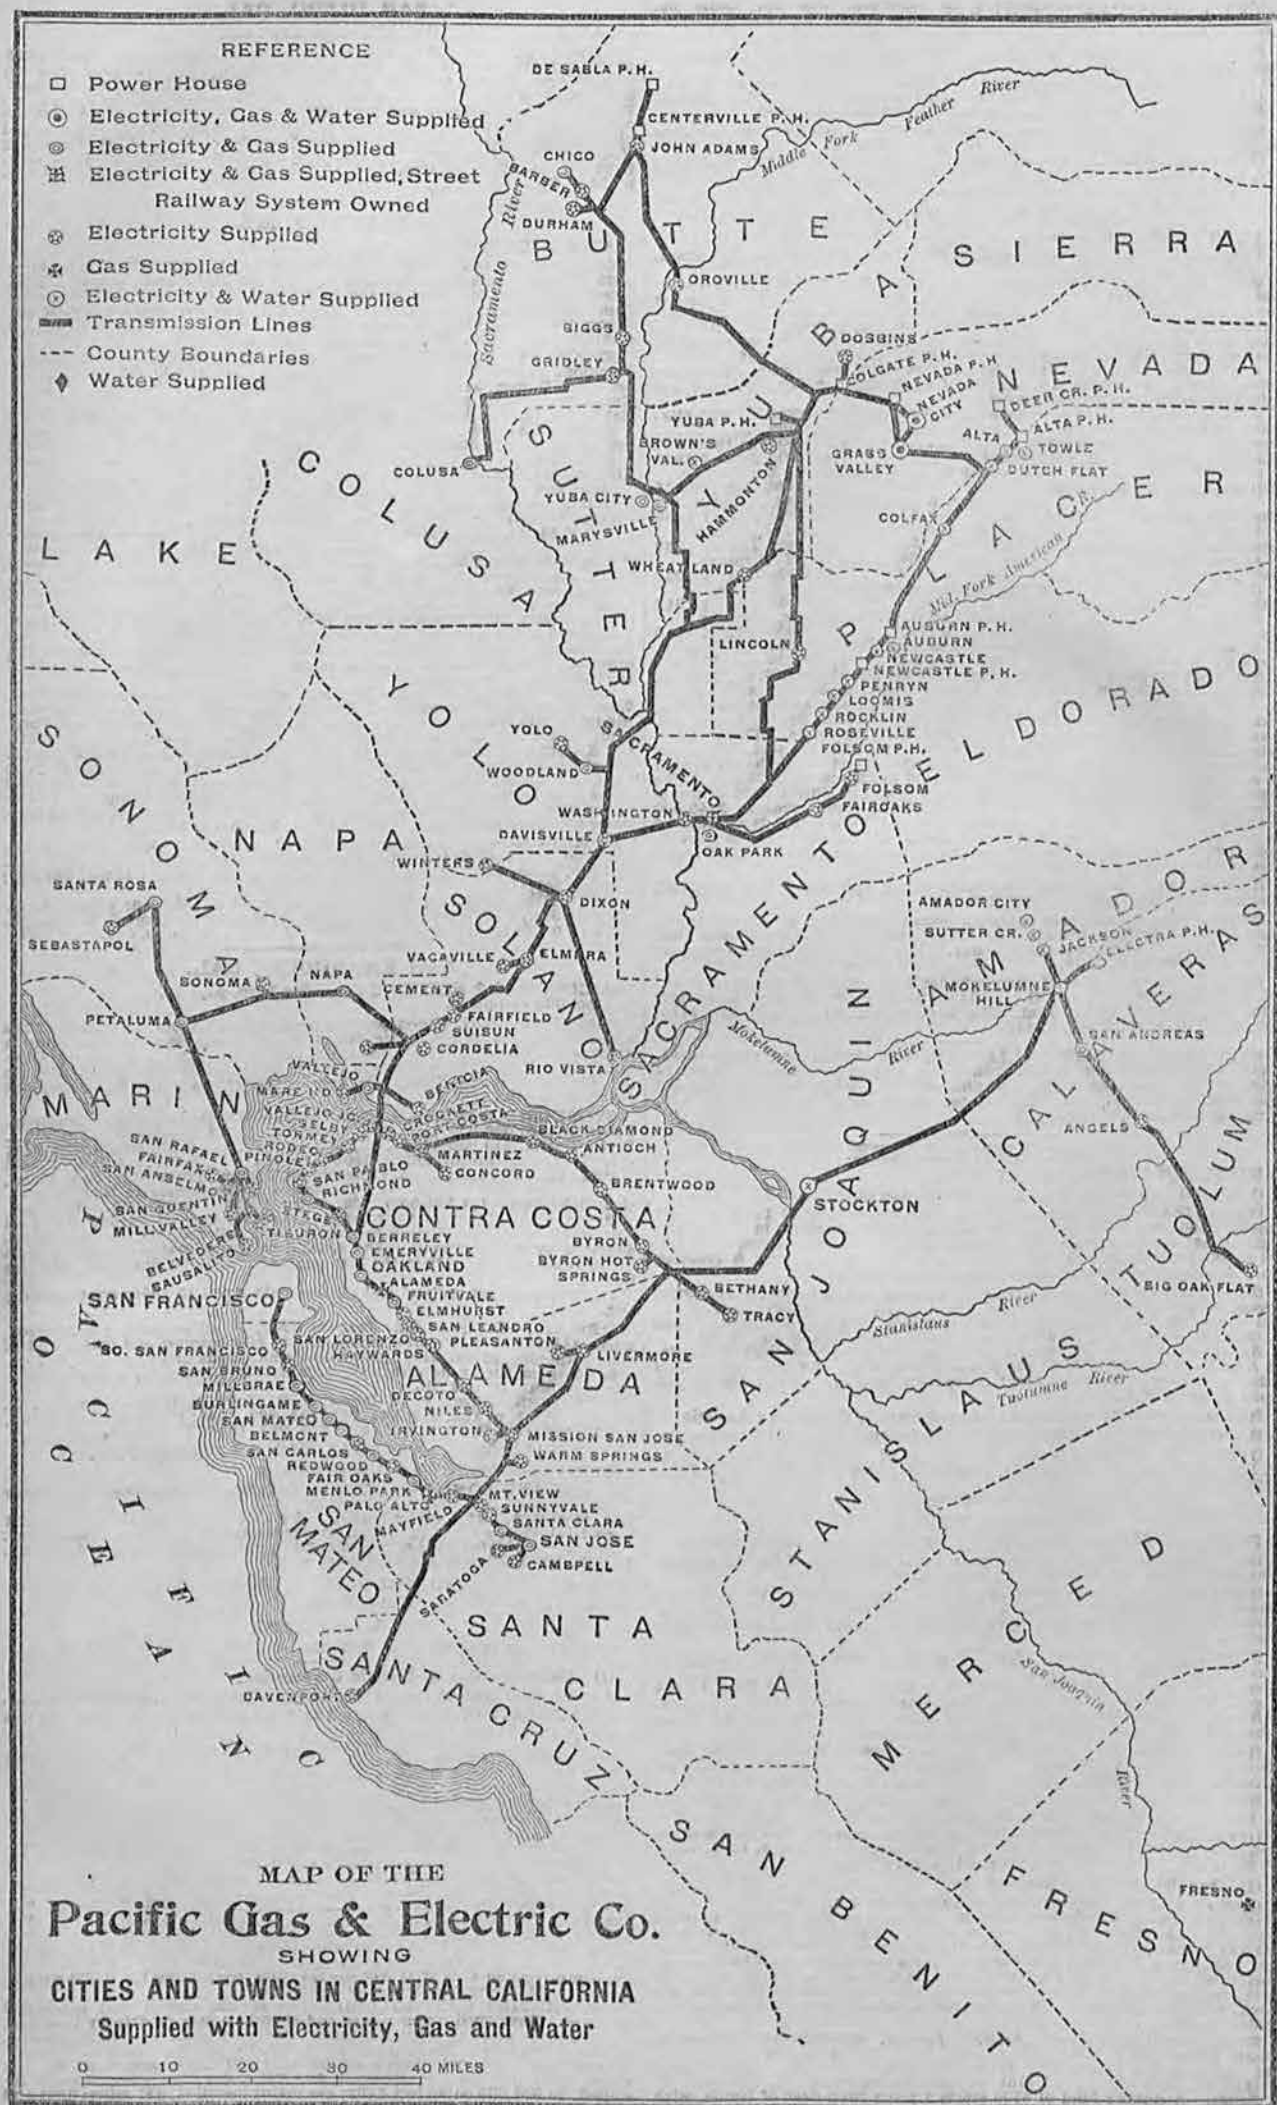 REFERENCE
Power House
Electricity, Gas & Water Supplied
Electricity & Gas Supplied
Electricity & Gas Supplied, Street
Railway System Owned
Electricity Supplied
Gas Supplied
Electricity & Water Supplied
Transmission Lines
County Boundaries
Water Supplied
DE SABLA P.H.
CENTERVILLE P.H.
JOHN ADAMS
Feather River
Middle Fork
CHICO
BARBER
DURHAM
Sacramento River
BUTTE
SIERRA
OROVILLE
YUBA
BIGGS
GRIDLEY
DOBBINS
COLGATE P.H.
NEVADA P.H.
NEVADA CITY
NEVADA
DEER CR. P.H.
ALTA P.H.
ALTA
TOWLE
DUTCH FLAT
YUBA P.H.
BROWN'S
VAL.
GRASS
VALLEY
HAMMONTON
COLUSA
COLUSA
SUTTER
YUBA CITY
MARYSVILLE
COLFAX
PLACER
Mid. Fork American
LAKE
WHEATLAND
LINCOLN
AUBURN P.H.
AUBURN
NEWCASTLE
NEWCASTLE P.H.
PENRYN
LOOMIS
ROCKLIN
ROSEVILLE
FOLSOM P.H.
FOLSOM
FAIROAKS
ELDORADO
YOLO
YOLO
WOODLAND
SACRAMENTO
WASHINGTON
DAVISVILLE
OAK PARK
SONOMA
NAPA
WINTERS
DIXON
SANTA ROSA
SEBASTAPOL
SOLANO
VACAVILLE
ELMIRA
SACRAMENTO
AMADOR CITY
SUTTER CR.
JACKSON
ELECTRA P.H.
AMADOR
MOKELUMNE
HILL
CALAVERAS
SONOMA
NAPA
CEMENT
PETALUMA
FAIRFIELD
SUISUN
CORDELIA
RIO VISTA
Mokelumne River
SAN ANDREAS
MARIN
VALLEJO
MARE I'D
BENICIA
VALLEJO JC.
CROCKETT
SELBY
PORT COSTA
TORMEY
RODEO
PINOLE
BLACK DIAMOND
ANTIOCH
MARTINEZ
CONCORD
ANGELS
SAN RAFAEL
FAIRFAX
SAN ANSELMO
SAN QUENTIN
MILL VALLEY
BELVEDERE
SAUSALITO
TIBURON
SAN PABLO
RICHMOND
STEGE
BRENTWOOD
STOCKTON
SAN JOAQUIN
TUOLUM
CONTRA COSTA
BERKELEY
EMERYVILLE
OAKLAND
ALAMEDA
FRUITVALE
ELMHURST
SAN LEANDRO
BYRON
BYRON HOT
SPRINGS
BETHANY
TRACY
BIG OAK FLAT
SAN FRANCISCO
SAN LORENZO
HAYWARDS
PLEASANTON
LIVERMORE
Stanislaus River
Tuolumne River
SO. SAN FRANCISCO
SAN BRUNO
MILLBRAE
BURLINGAME
SAN MATEO
BELMONT
SAN CARLOS
REDWOOD
FAIR OAKS
MENLO PARK
PALO ALTO
MAYFIELD
ALAMEDA
DECOTO
NILES
IRVINGTON
MISSION SAN JOSE
WARM SPRINGS
STANISLAUS
MT. VIEW
SUNNYVALE
SANTA CLARA
SAN JOSE
CAMBPELL
SARATOGA
SAN
MATEO
PACIFIC
OCEAN
SANTA
CLARA
MERCED
San Joaquin River
DAVENPORT
SANTA CRUZ
SAN BENITO
FRESNO
FRESNO
MAP OF THE
Pacific Gas & Electric Co.
SHOWING
CITIES AND TOWNS IN CENTRAL CALIFORNIA
Supplied with Electricity, Gas and Water
0 10 20 30 40 MILES